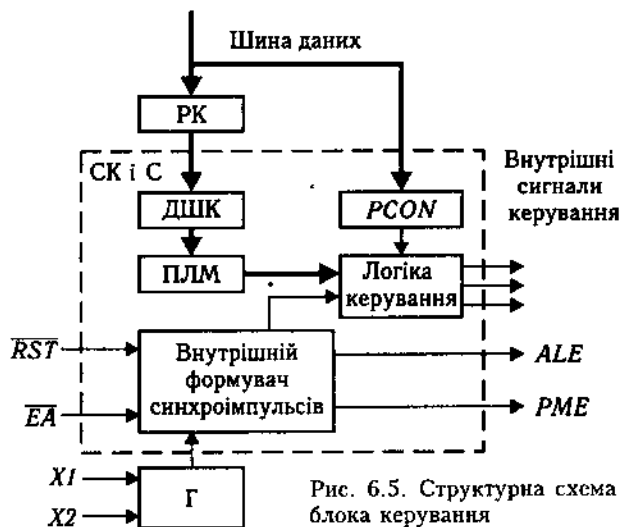 Шина даних
РК
СК і С
Внутрішні
сигнали
керування
ДШК
PCON
ПЛМ
Логіка
керування
RST
Внутрішній
формувач
синхроімпульсів
ALE
EA
PME
X1
X2
Г
Рис. 6.5. Структурна схема
блока керування